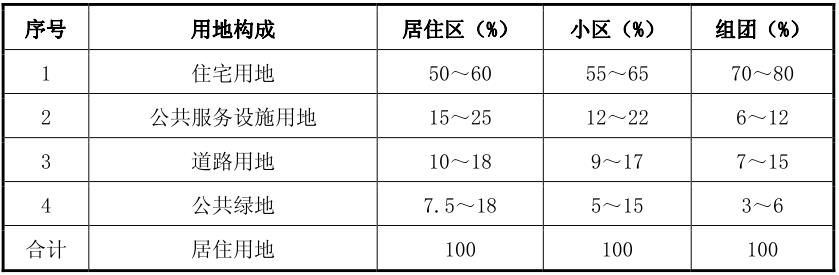 序号 用地构成 居住区（%） 小区（%） 组团（%）
1 住宅用地 50～60 55～65 70～80
2 公共服务设施用地 15～25 12～22 6～12
3 道路用地 10～18 9～17 7～15
4 公共绿地 7.5～18 5～15 3～6
合计 居住用地 100 100 100